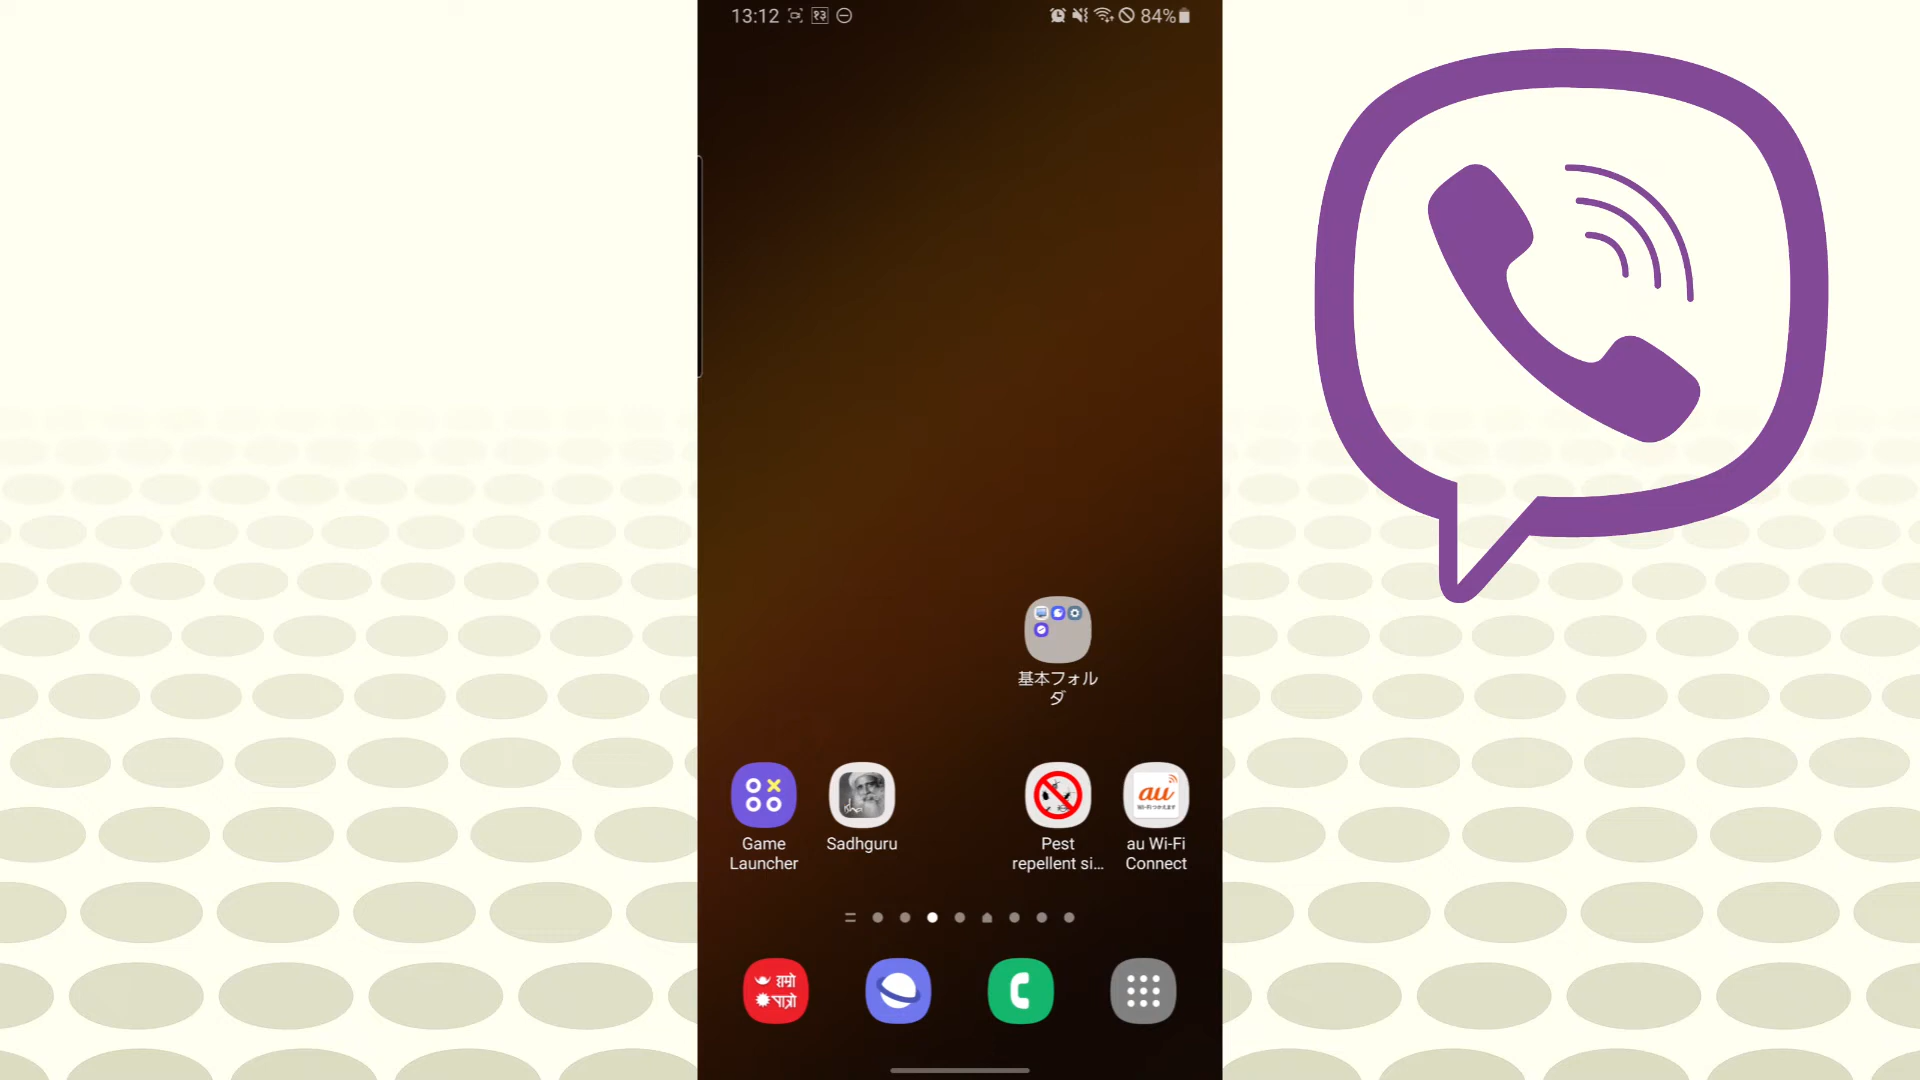 13:12
84%
基本フォル
ダ
Game
Launcher
Sadhguru
Pest
repellent si...
au Wi-Fi
Connect
au
हाम्रो
पात्रो